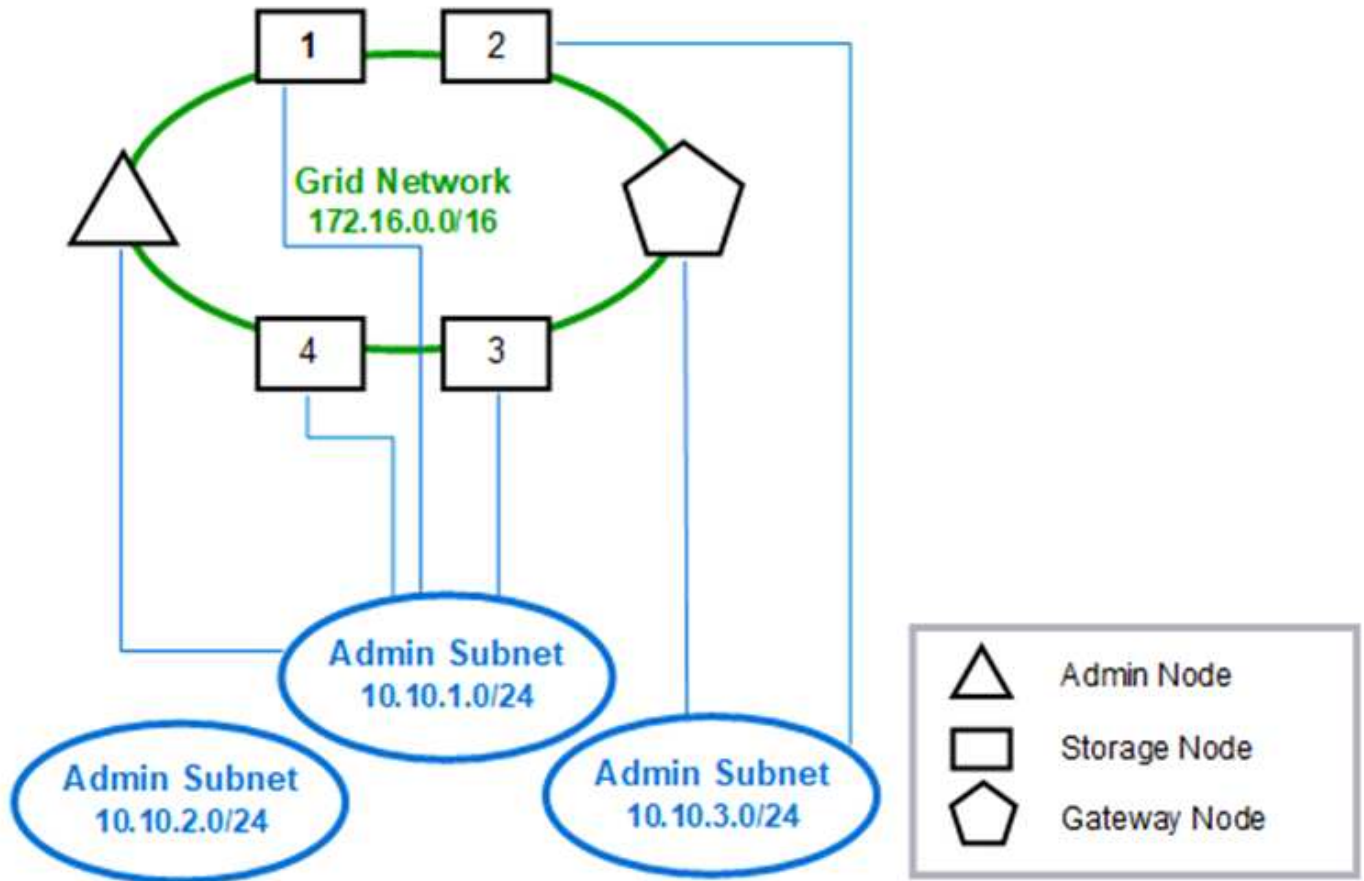 1
2
Grid Network
172.16.0.0/16
4
3
Admin Subnet
10.10.1.0/24
Admin Subnet
10.10.2.0/24
Admin Subnet
10.10.3.0/24
Admin Node
Storage Node
Gateway Node